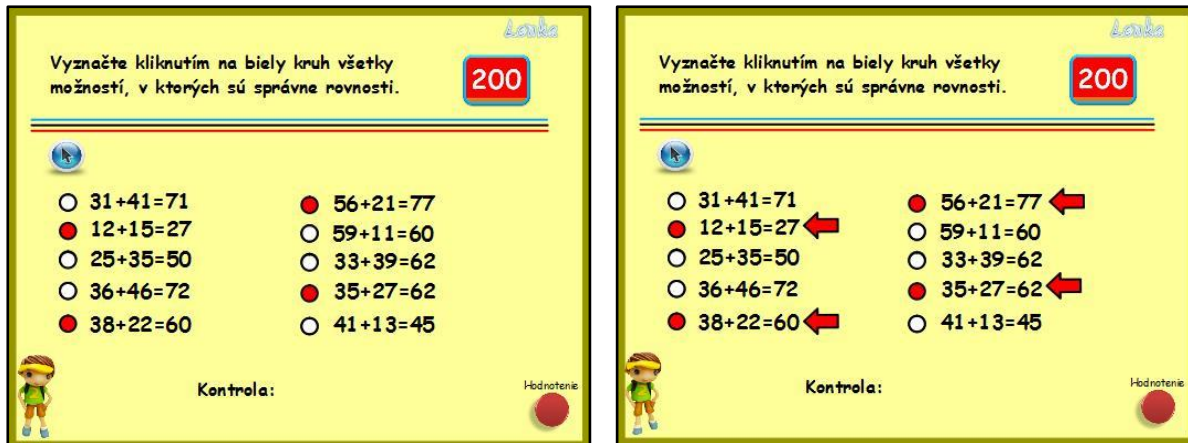 Lenka
Vyznačte kliknutím na biely kruh všetky
možností, v ktorých sú správne rovnosti.
200
31+41=71
12+15=27
25+35=50
36+46=72
38+22=60
56+21=77
59+11=60
33+39=62
35+27=62
41+13=45
Kontrola:
Hodnotenie
Lenka
Vyznačte kliknutím na biely kruh všetky
možností, v ktorých sú správne rovnosti.
200
31+41=71
12+15=27
25+35=50
36+46=72
38+22=60
56+21=77
59+11=60
33+39=62
35+27=62
41+13=45
Kontrola:
Hodnotenie